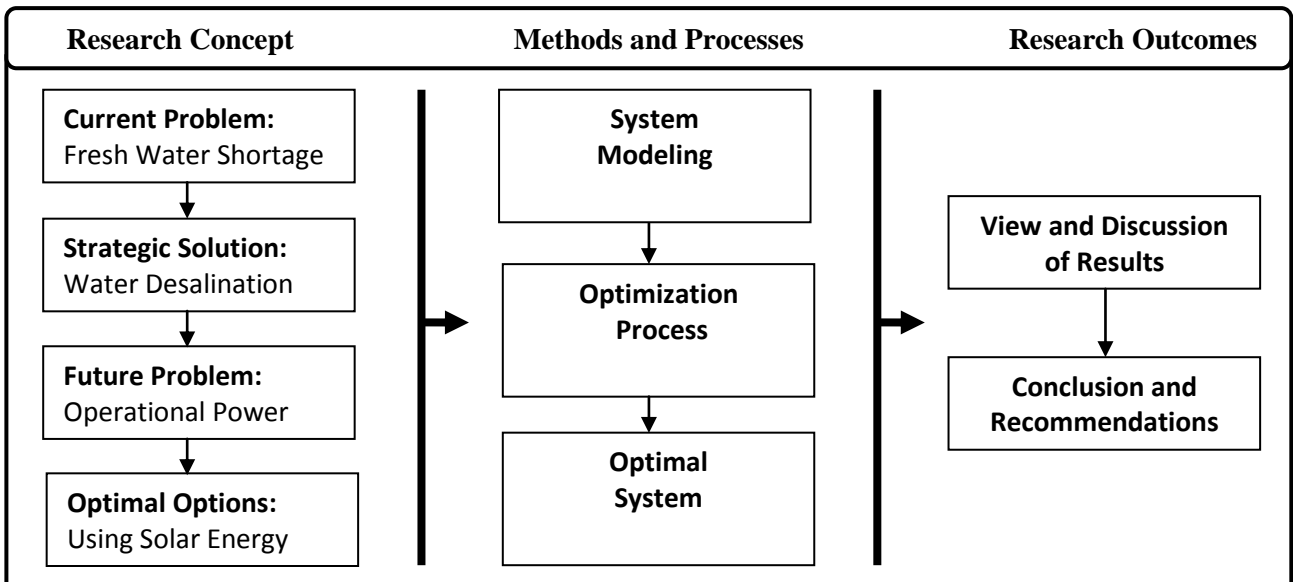 Research Concept
Methods and Processes
Research Outcomes
Current Problem:
Fresh Water Shortage
Strategic Solution:
Water Desalination
Future Problem:
Operational Power
Optimal Options:
Using Solar Energy
System
Modeling
Optimization
Process
Optimal
System
View and Discussion
of Results
Conclusion and
Recommendations